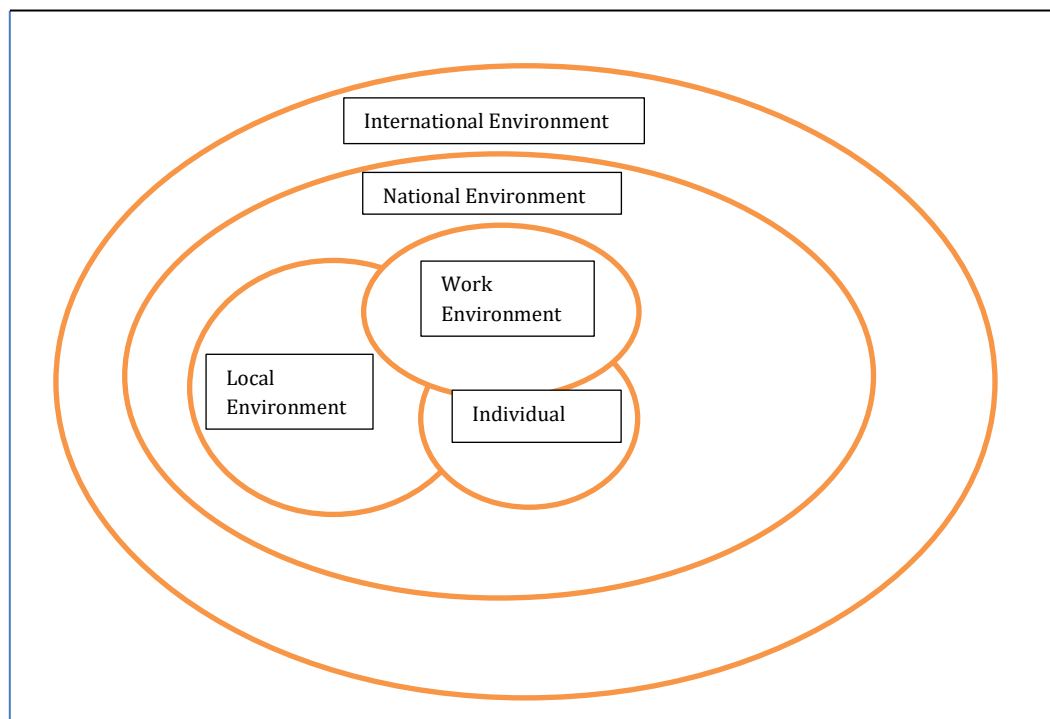 International Environment
National Environment
Work
Environment
Local
Environment
Individual